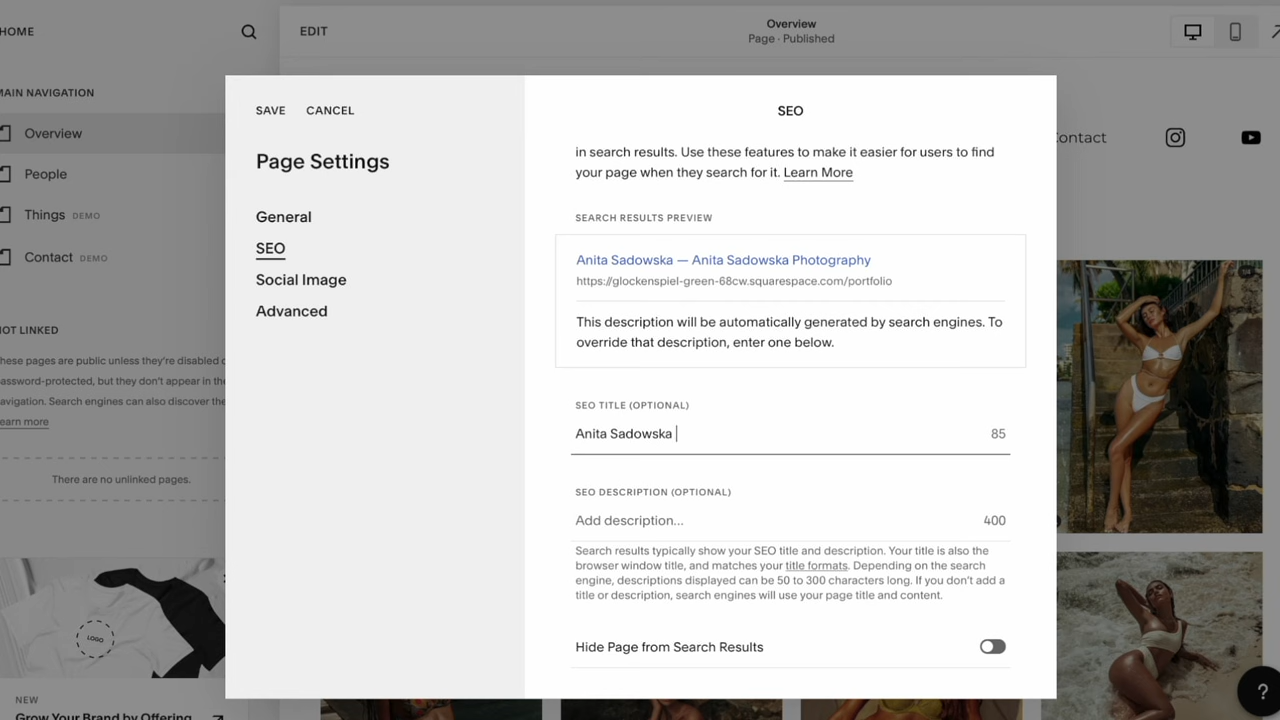 HOME
EDIT
Overview
Page · Published
MAIN NAVIGATION
Overview
People
Things DEMO
Contact DEMO
NOT LINKED
these pages are public unless they're disabled
password-protected, but they don't appear in the
navigation. Search engines can also discover the
Learn more
There are no unlinked pages.
LOGO
NEW
Grow Your Brand by Offering
SAVE CANCEL
Page Settings
General
SEO
Social Image
Advanced
SEO
in search results. Use these features to make it easier for users to find
your page when they search for it. Learn More
SEARCH RESULTS PREVIEW
Anita Sadowska — Anita Sadowska Photography
https://glockenspiel-green-68cw.squarespace.com/portfolio
This description will be automatically generated by search engines. To
override that description, enter one below.
SEO TITLE (OPTIONAL)
Anita Sadowska 85
SEO DESCRIPTION (OPTIONAL)
Add description... 400
Search results typically show your SEO title and description. Your title is also the
browser window title, and matches your title formats. Depending on the search
engine, descriptions displayed can be 50 to 300 characters long. If you don't add a
title or description, search engines will use your page title and content.
Hide Page from Search Results
Contact
?